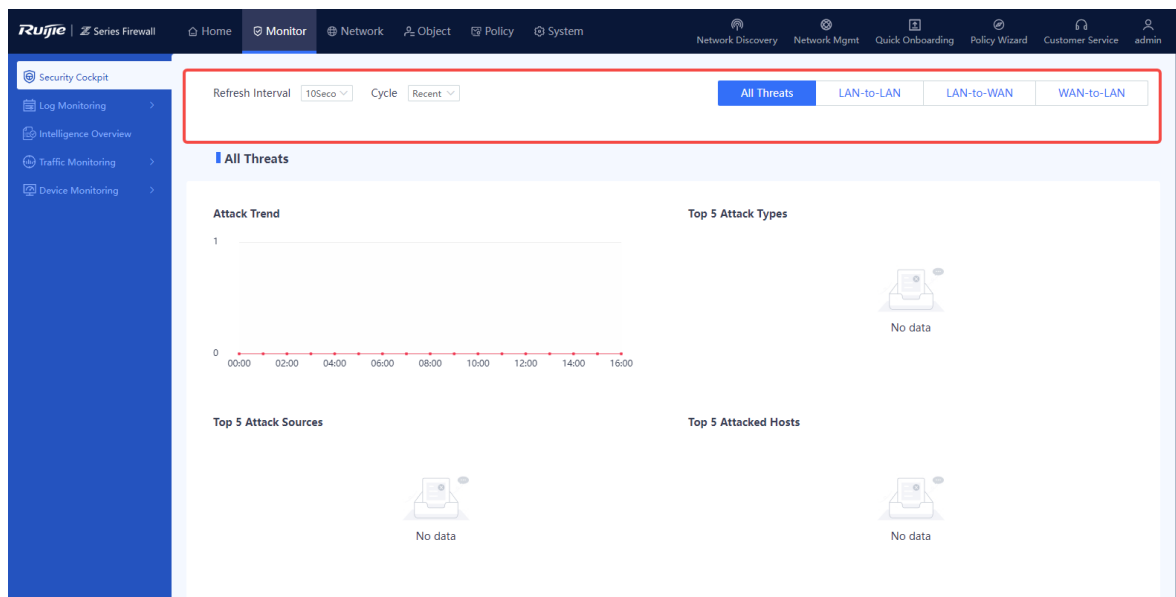 Ruijie | Z Series Firewall
Home
Monitor
Network
Object
Policy
System
Network Discovery
Network Mgmt
Quick Onboarding
Policy Wizard
Customer Service
admin
Security Cockpit
Log Monitoring
Intelligence Overview
Traffic Monitoring
Device Monitoring
Refresh Interval 10Seco Cycle Recent
All Threats LAN-to-LAN LAN-to-WAN WAN-to-LAN
All Threats
Attack Trend
1
0
00:00 02:00 04:00 06:00 08:00 10:00 12:00 14:00 16:00
Top 5 Attack Types
No data
Top 5 Attack Sources
No data
Top 5 Attacked Hosts
No data